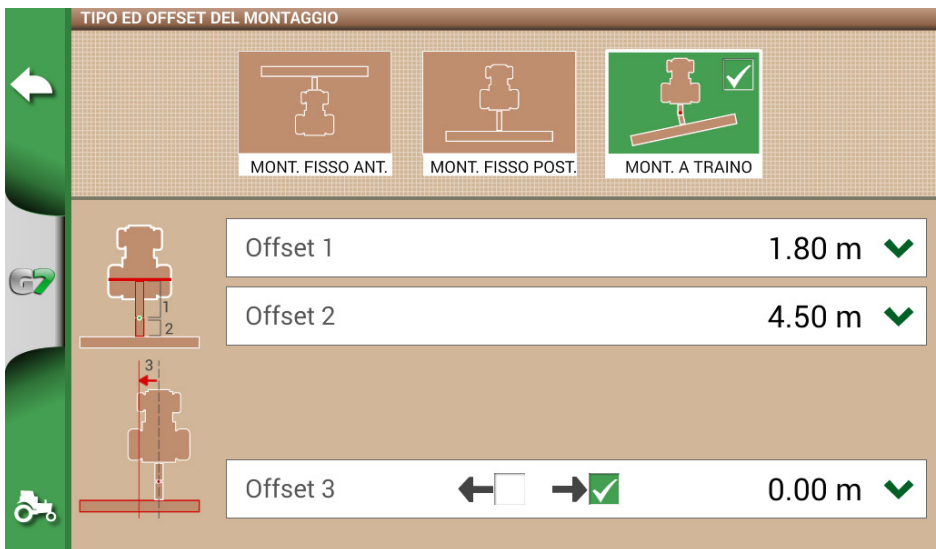 TIPO ED OFFSET DEL MONTAGGIO
MONT. FISSO ANT.
MONT. FISSO POST.
MONT. A TRAINO
G7
1
2
Offset 1
1.80 m
Offset 2
4.50 m
3
Offset 3
0.00 m